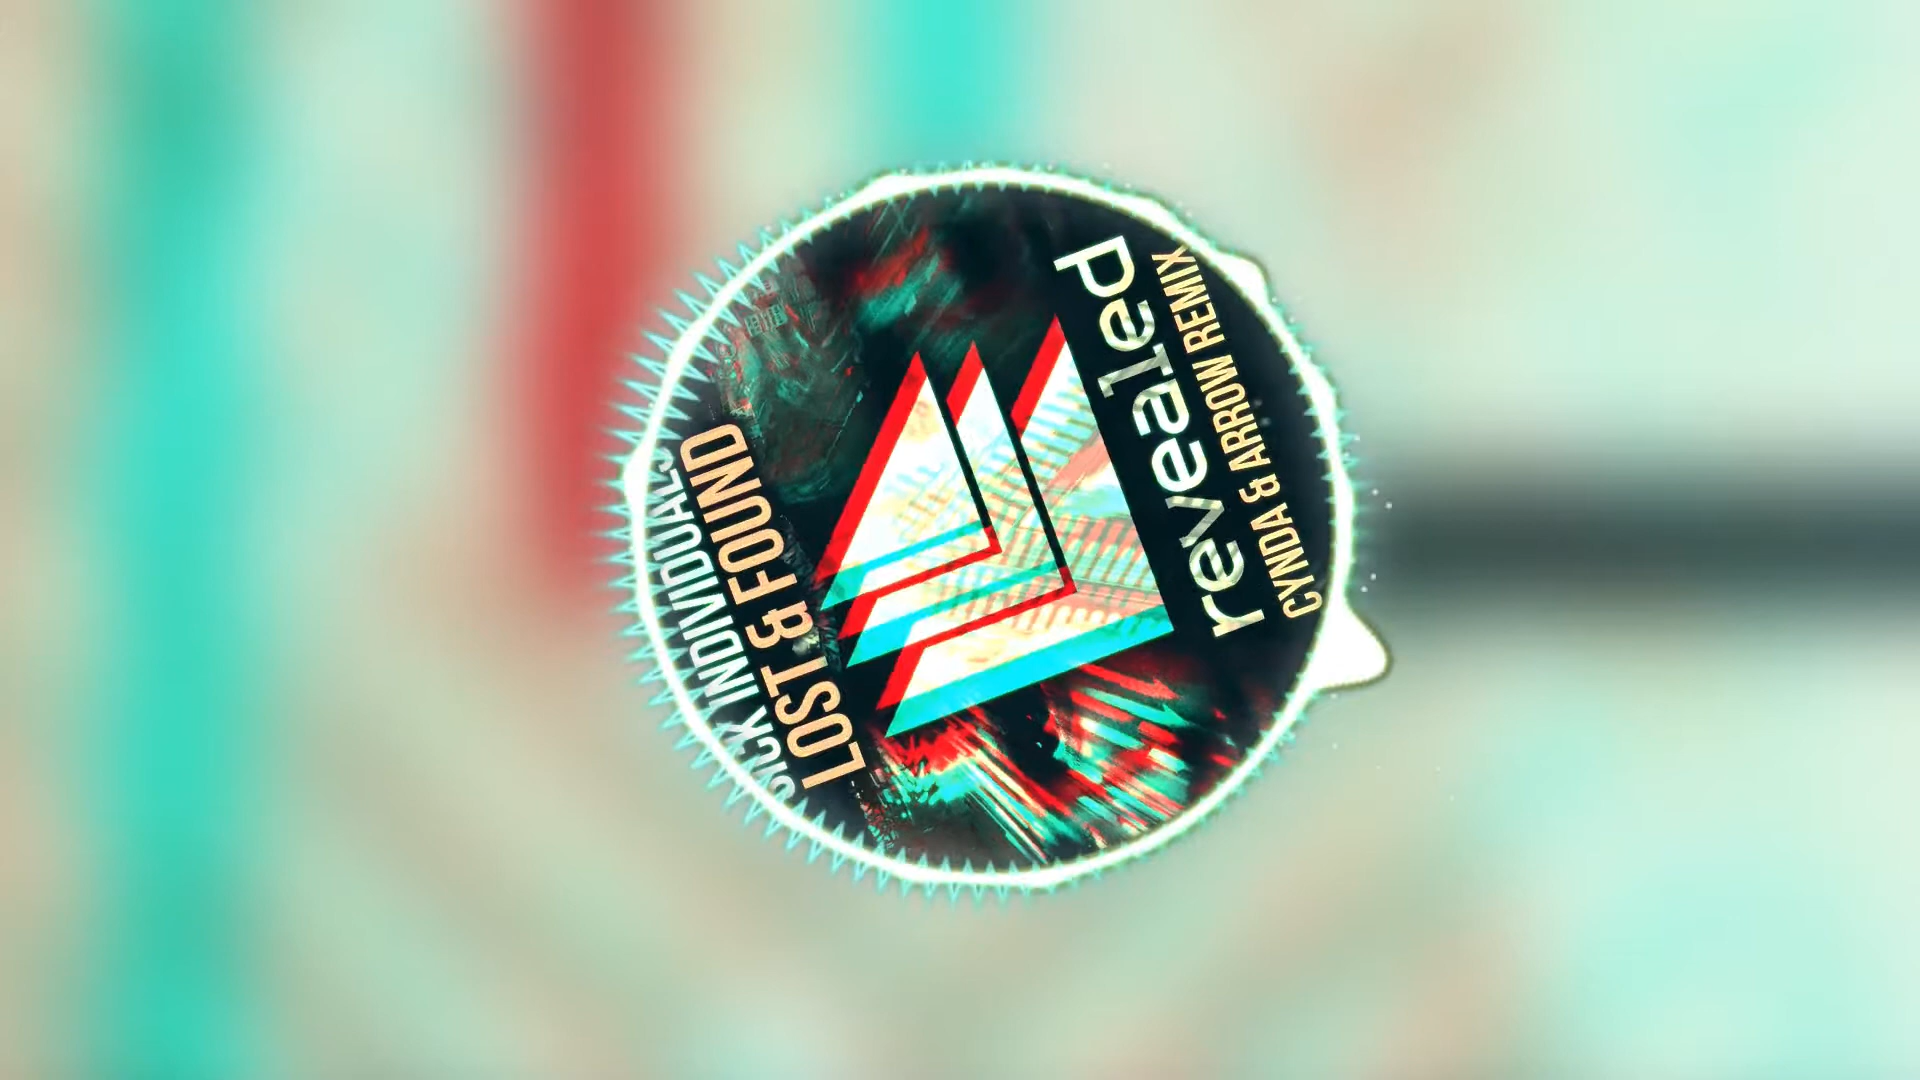 SICK INDIVIDUALS
LOST & FOUND
revealed
CYNDA & ARROW REMIX